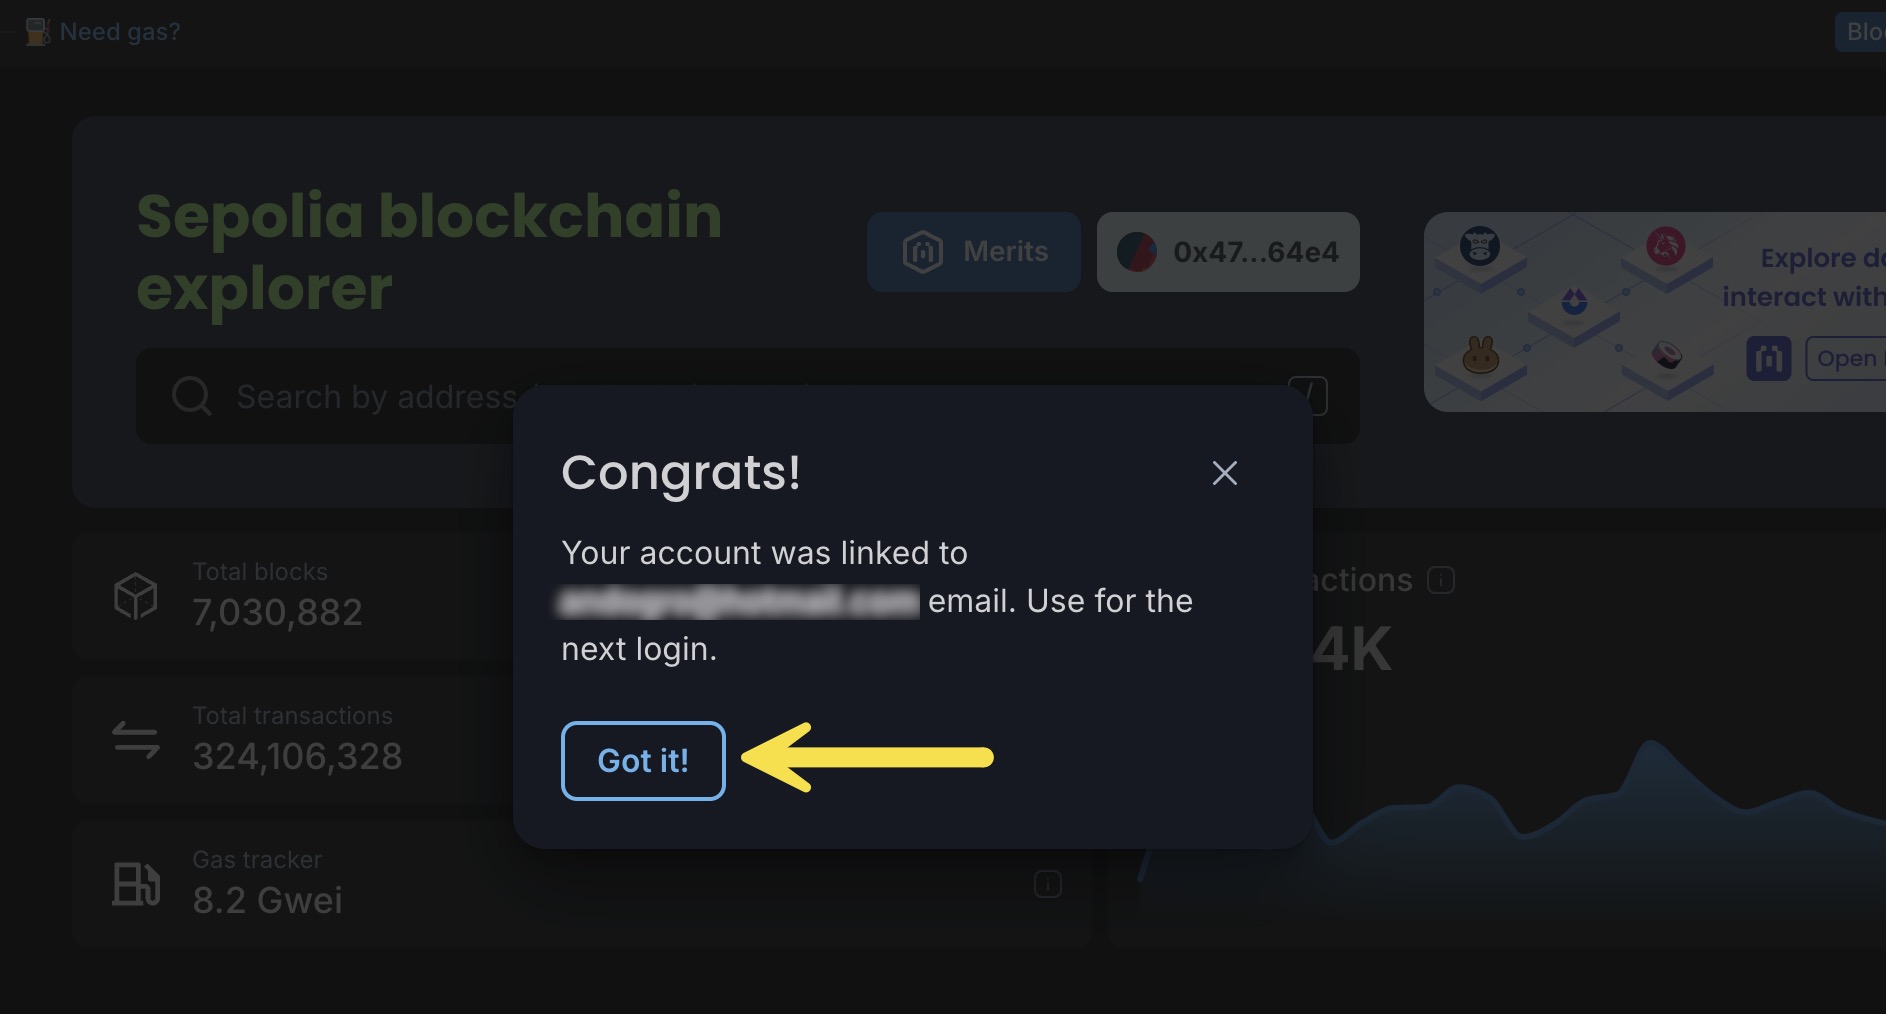 Need gas?
Bloc
Sepolia blockchain
explorer
Merits
0x47...64e4
Explore da
interact with
Open
Search by address
/
Congrats!
Your account was linked to
email. Use for the
next login.
Got it!
Total blocks
7,030,882
Total transactions
324,106,328
Gas tracker
8.2 Gwei
actions
4K